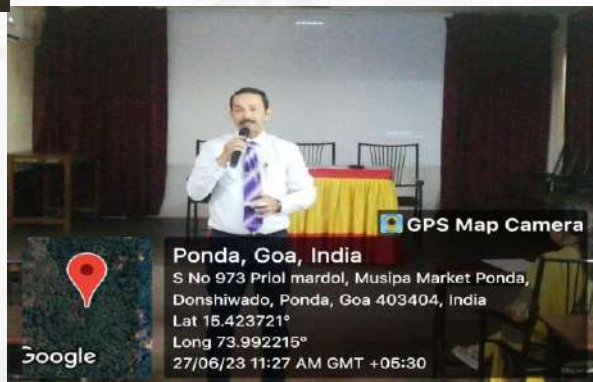 GPS Map Camera
Ponda, Goa, India
S No 973 Priol mardol, Musipa Market Ponda,
Donshiwado, Ponda, Goa 403404, India
Lat 15.423721°
Long 73.992215°
27/06/23 11:27 AM GMT +05:30
Google